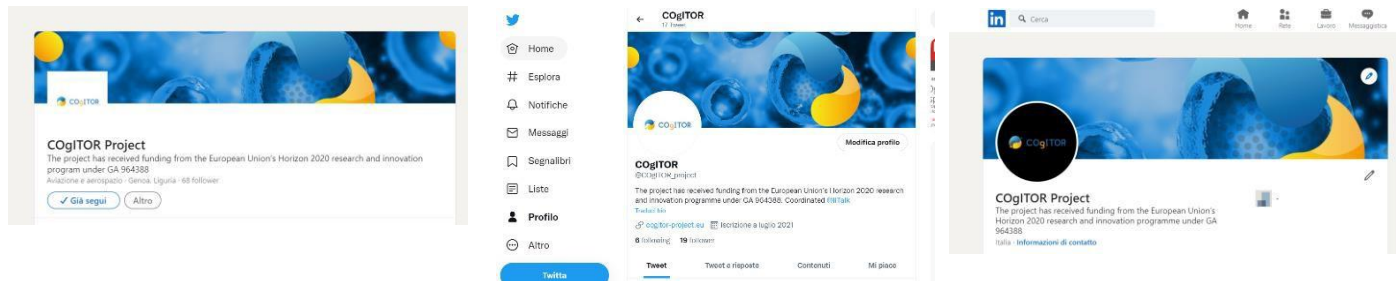 COgITOR
COgITOR Project
The project has received funding from the European Union's Horizon 2020 research and innovation
program under GA 964388
Aviazione e aerospazio · Genoa, Liguria · 68 follower
✓ Già segui
Altro
Home
Esplora
Notifiche
Messaggi
Segnalibri
Liste
Profilo
Altro
Twitta
COgITOR
17 Tweet
COgITOR
Modifica profilo
COgITOR
@COgITOR_project
The project has received funding from the European Union's Horizon 2020 research
and innovation programme under GA 964388. Coordinated
Traduci bio
cogitor-project.eu Iscrizione a luglio 2021
6 following 19 follower
Tweet
Tweet e risposte
Contenuti
Mi piace
in
Cerca
Home
Rete
Lavoro
Messaggistica
COgITOR
COgITOR Project
The project has received funding from the European Union's
Horizon 2020 research and innovation programme under GA
964388
Italia · Informazioni di contatto